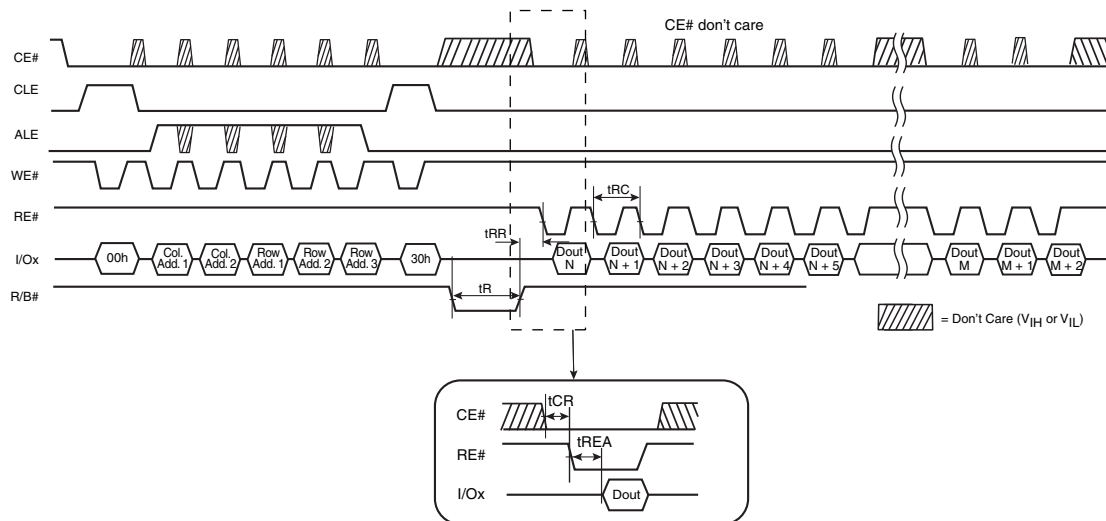 CE# don't care
CE#
CLE
ALE
WE#
tRC
RE#
tRR
I/Ox
00h
Col. Add. 1
Col. Add. 2
Row Add. 1
Row Add. 2
Row Add. 3
30h
Dout N
Dout N + 1
Dout N + 2
Dout N + 3
Dout N + 4
Dout N + 5
Dout M
Dout M + 1
Dout M + 2
R/B#
tR
= Don't Care (VIH or VIL)
tCR
CE#
tREA
RE#
I/Ox
Dout